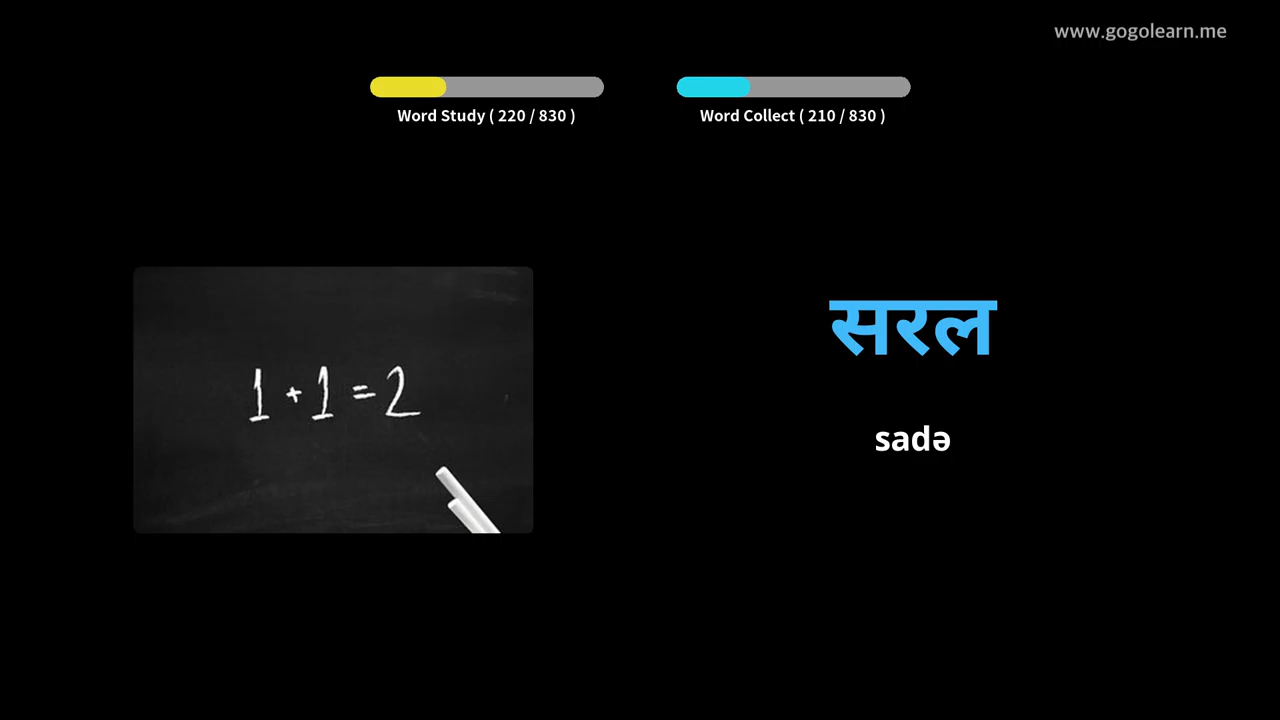 www.gogolearn.me
Word Study ( 220 / 830 )
Word Collect ( 210 / 830 )
1 + 1 = 2
सरल
sadə